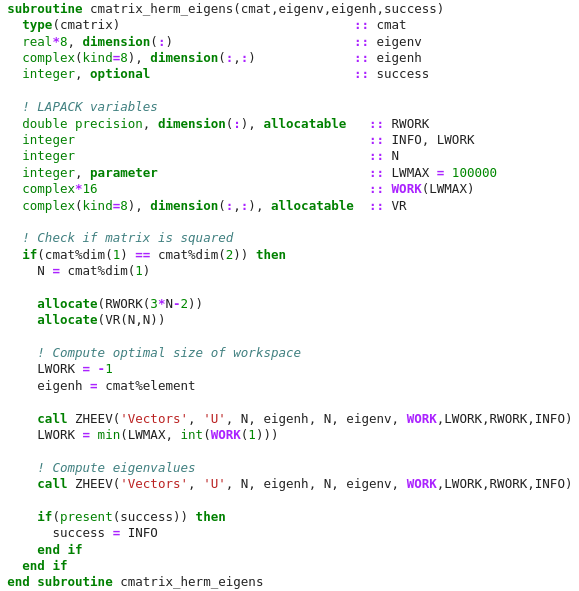 subroutine cmatrix_herm_eigens(cmat,eigenv,eigenh,success)
  type(cmatrix)                               :: cmat
  real*8, dimension(:)                        :: eigenv
  complex(kind=8), dimension(:,:)             :: eigenh
  integer, optional                           :: success

  ! LAPACK variables
  double precision, dimension(:), allocatable   :: RWORK
  integer                                       :: INFO, LWORK
  integer                                       :: N
  integer, parameter                            :: LWMAX = 100000
  complex*16                                    :: WORK(LWMAX)
  complex(kind=8), dimension(:,:), allocatable  :: VR

  ! Check if matrix is squared
  if(cmat%dim(1) == cmat%dim(2)) then
    N = cmat%dim(1)

    allocate(RWORK(3*N-2))
    allocate(VR(N,N))

    ! Compute optimal size of workspace
    LWORK = -1
    eigenh = cmat%element

    call ZHEEV('Vectors', 'U', N, eigenh, N, eigenv, WORK,LWORK,RWORK,INFO)
    LWORK = min(LWMAX, int(WORK(1)))

    ! Compute eigenvalues
    call ZHEEV('Vectors', 'U', N, eigenh, N, eigenv, WORK,LWORK,RWORK,INFO)

    if(present(success)) then
      success = INFO
    end if
  end if
end subroutine cmatrix_herm_eigens